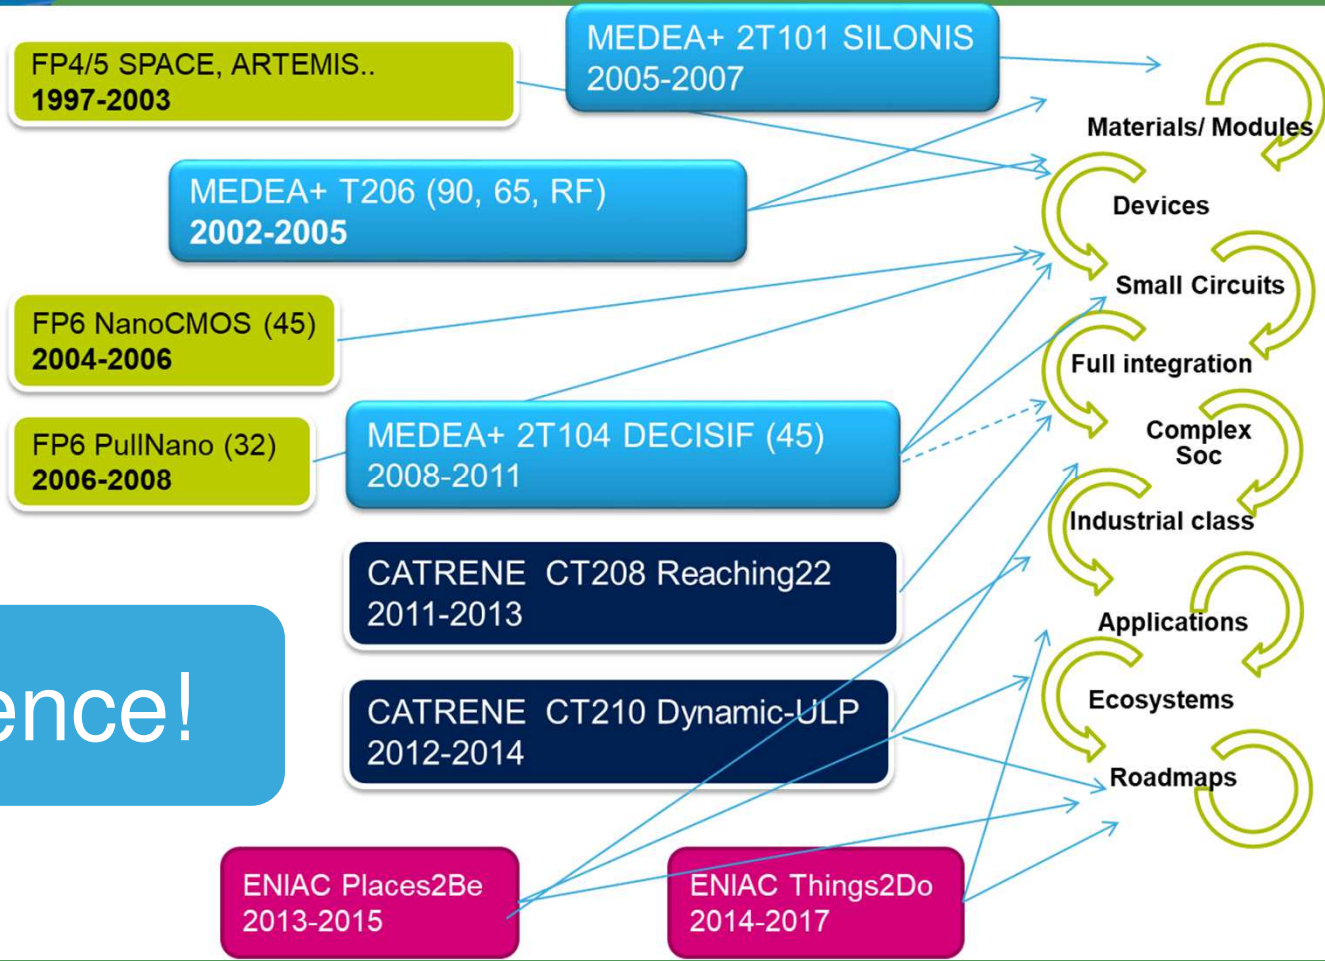 FP4/5 SPACE, ARTEMIS..
1997-2003
MEDEA+ 2T101 SILONIS
2005-2007
MEDEA+ T206 (90, 65, RF)
2002-2005
FP6 NanoCMOS (45)
2004-2006
FP6 PullNano (32)
2006-2008
MEDEA+ 2T104 DECISIF (45)
2008-2011
CATRENE CT208 Reaching22
2011-2013
CATRENE CT210 Dynamic-ULP
2012-2014
ence!
ENIAC Places2Be
2013-2015
ENIAC Things2Do
2014-2017
Materials/ Modules
Devices
Small Circuits
Full integration
Complex
Soc
Industrial class
Applications
Ecosystems
Roadmaps